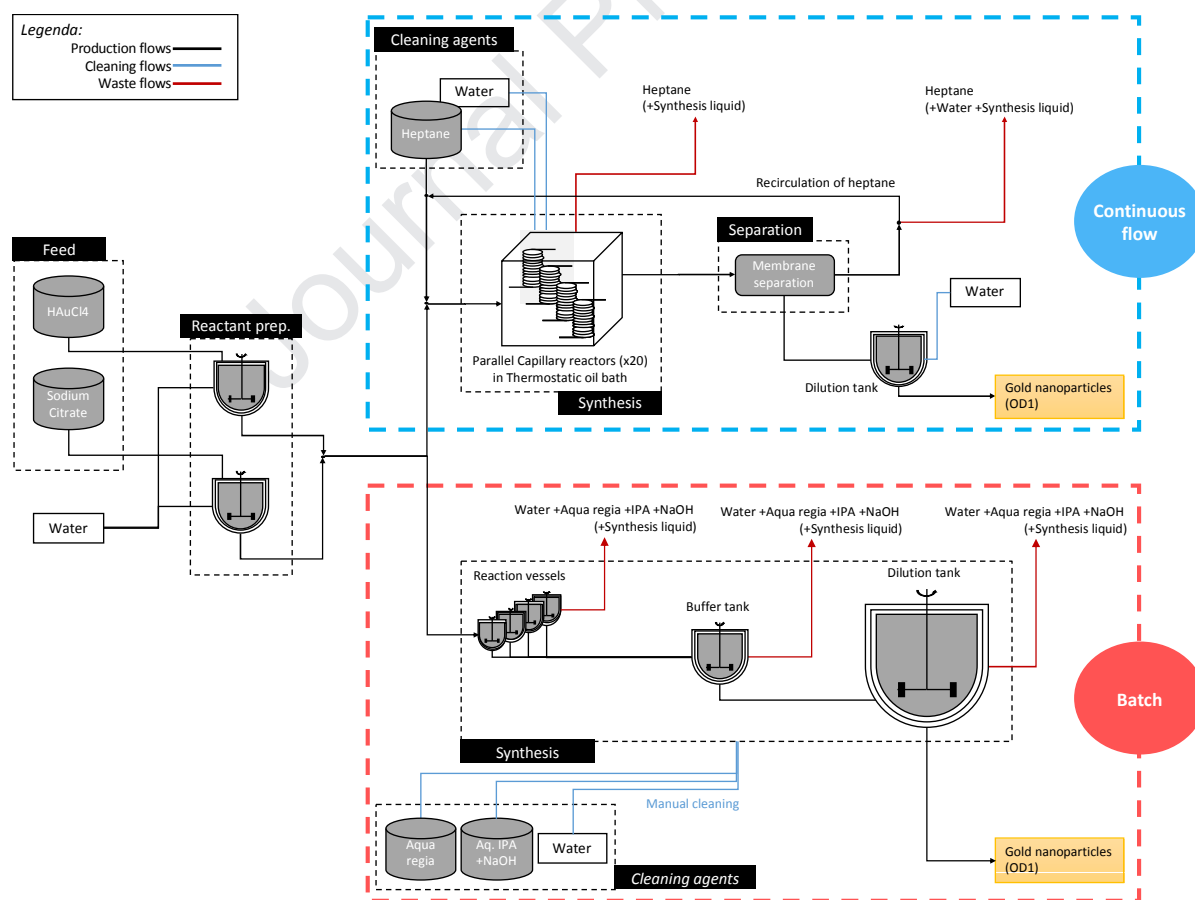 Legenda:
Production flows
Cleaning flows
Waste flows
Journal P
Cleaning agents
Water
Heptane
Heptane
(+Synthesis liquid)
Heptane
(+Water +Synthesis liquid)
Recirculation of heptane
Continuous
flow
Feed
HAuCl4
Sodium
Citrate
Water
Reactant prep.
Separation
Membrane
separation
Water
Parallel Capillary reactors (x20)
in Thermostatic oil bath
Synthesis
Dilution tank
Gold nanoparticles
(OD1)
Water +Aqua regia +IPA +NaOH
(+Synthesis liquid)
Water +Aqua regia +IPA +NaOH
(+Synthesis liquid)
Water +Aqua regia +IPA +NaOH
(+Synthesis liquid)
Reaction vessels
Buffer tank
Dilution tank
Batch
Synthesis
Manual cleaning
Aqua
regia
Aq. IPA
+NaOH
Water
Cleaning agents
Gold nanoparticles
(OD1)